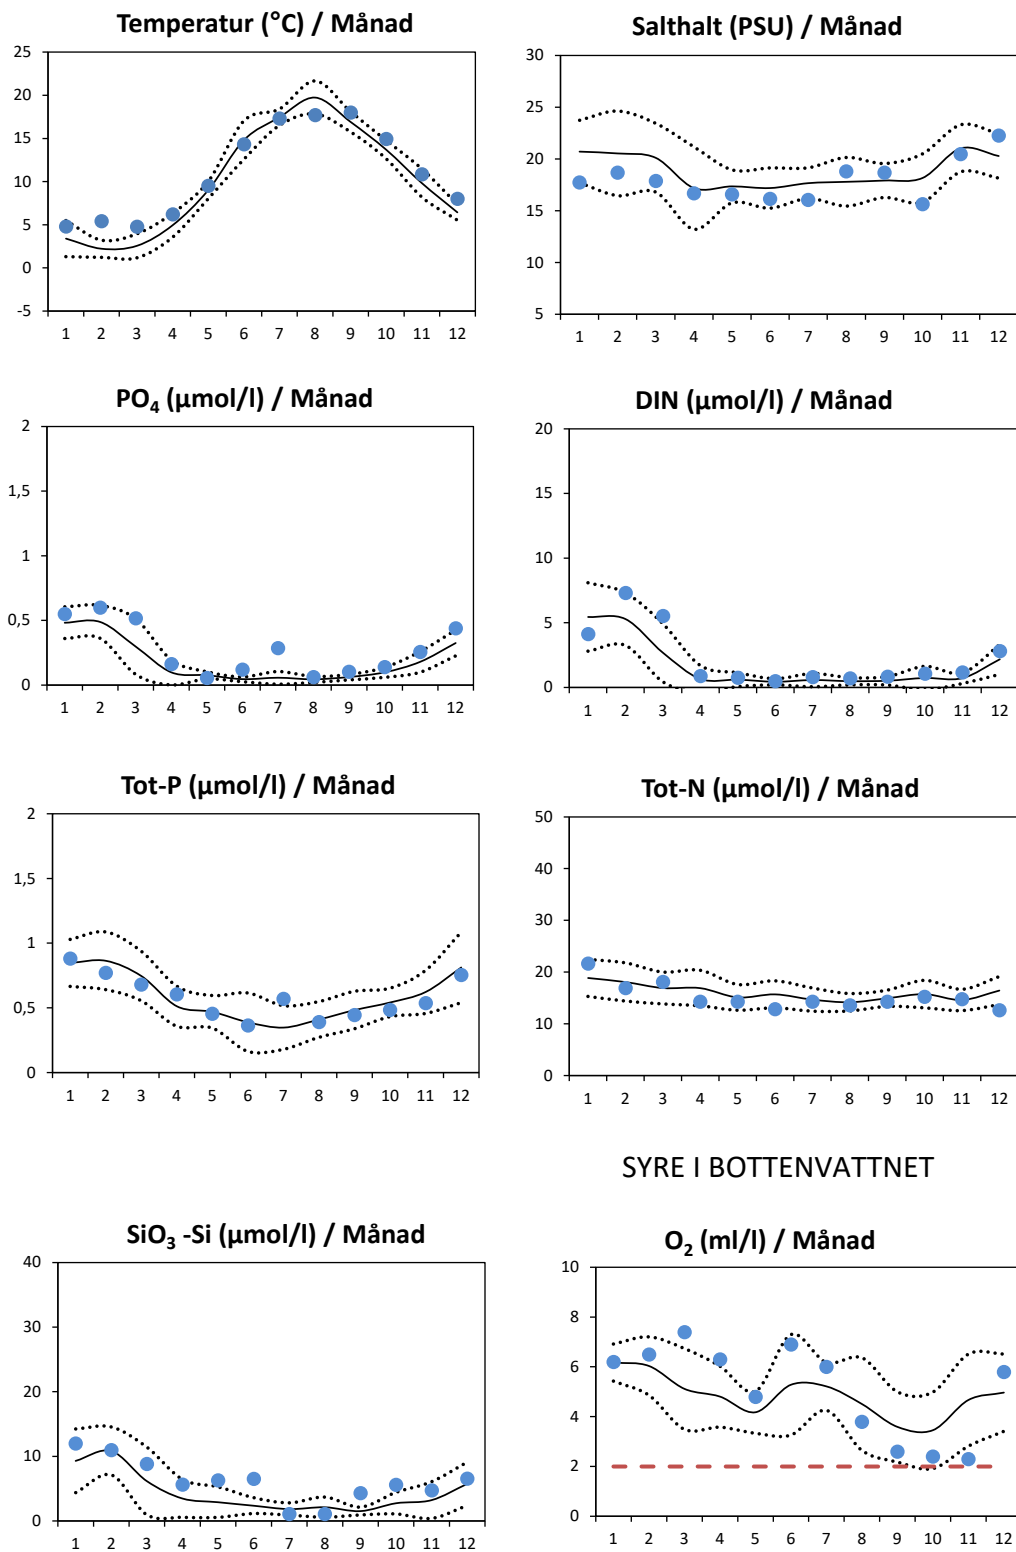 Temperatur (°C) / Månad
25
20
15
10
5
0
-5
1 2 3 4 5 6 7 8 9 10 11 12
Salthalt (PSU) / Månad
30
25
20
15
10
5
1 2 3 4 5 6 7 8 9 10 11 12
PO4 (µmol/l) / Månad
2
1,5
1
0,5
0
1 2 3 4 5 6 7 8 9 10 11 12
DIN (µmol/l) / Månad
20
15
10
5
0
1 2 3 4 5 6 7 8 9 10 11 12
Tot-P (µmol/l) / Månad
2
1,5
1
0,5
0
1 2 3 4 5 6 7 8 9 10 11 12
Tot-N (µmol/l) / Månad
50
40
30
20
10
0
1 2 3 4 5 6 7 8 9 10 11 12
SYRE I BOTTENVATTNET
SiO3 -Si (µmol/l) / Månad
40
30
20
10
0
1 2 3 4 5 6 7 8 9 10 11 12
O2 (ml/l) / Månad
10
8
6
4
2
0
1 2 3 4 5 6 7 8 9 10 11 12